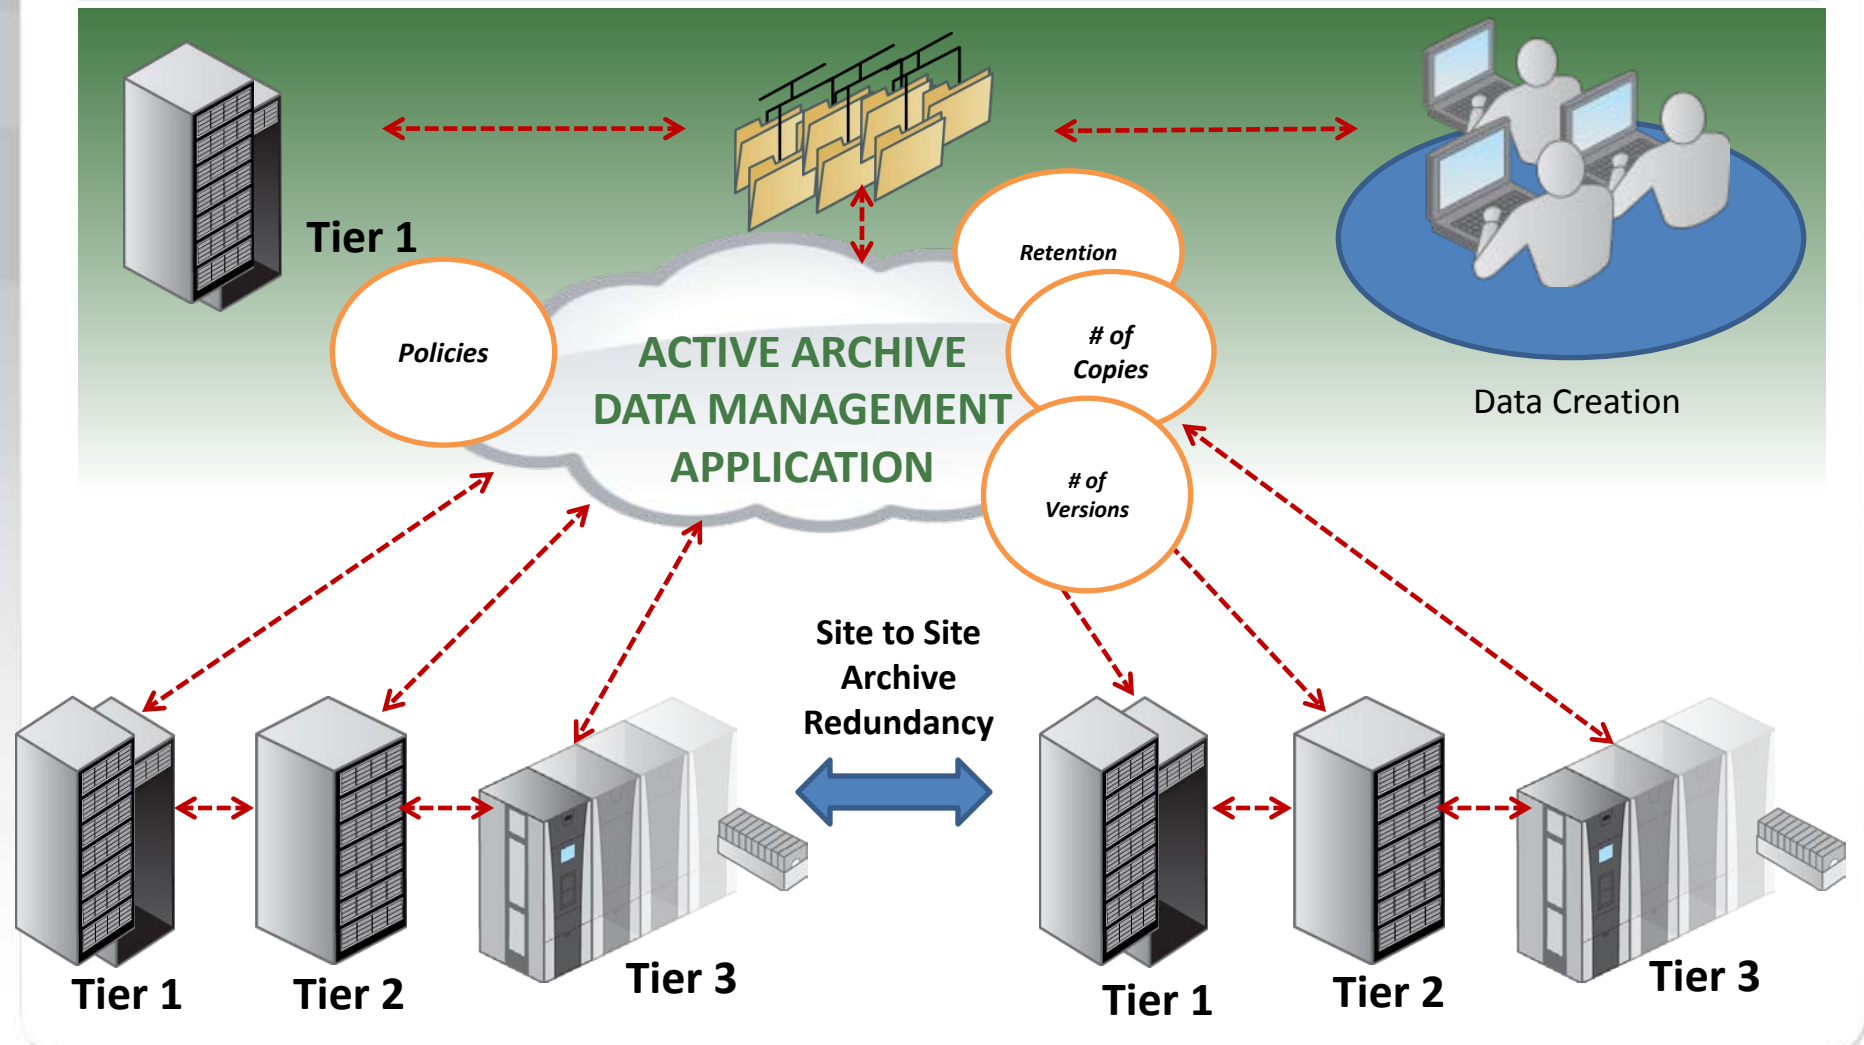 Tier 1
Retention
Policies
# of
Copies
ACTIVE ARCHIVE
DATA MANAGEMENT
APPLICATION
Data Creation
# of
Versions
Site to Site
Archive
Redundancy
Tier 1
Tier 2
Tier 3
Tier 1
Tier 2
Tier 3